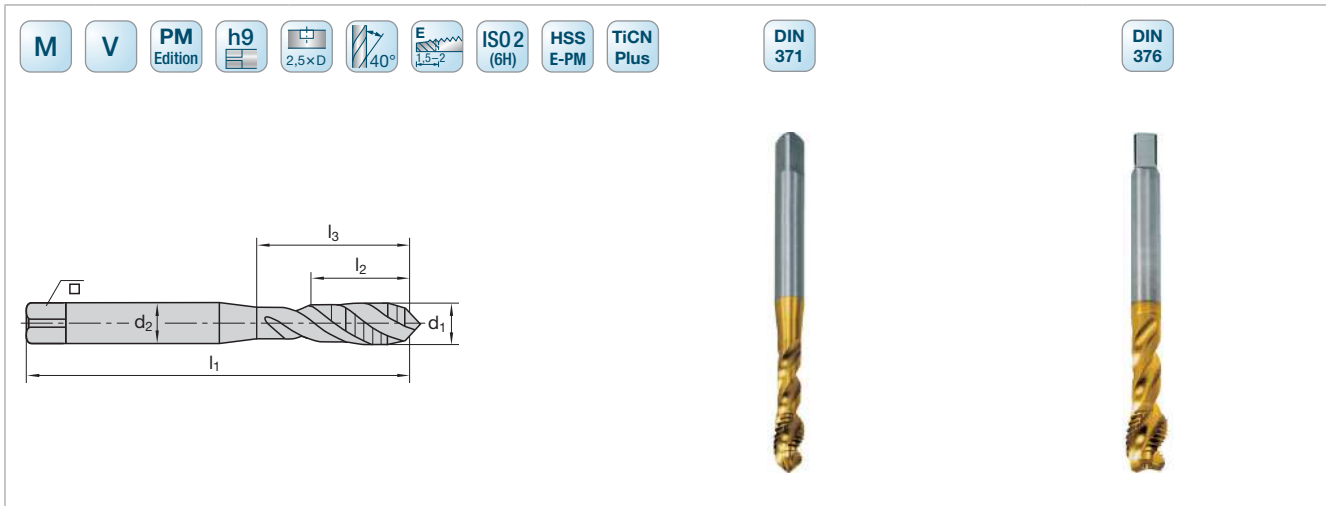 M
V
PM
Edition
h9
2,5×D
40°
E
1,5–2
ISO 2
(6H)
HSS
E-PM
TiCN
Plus
DIN
371
DIN
376
l3
l2
d2
d1
l1